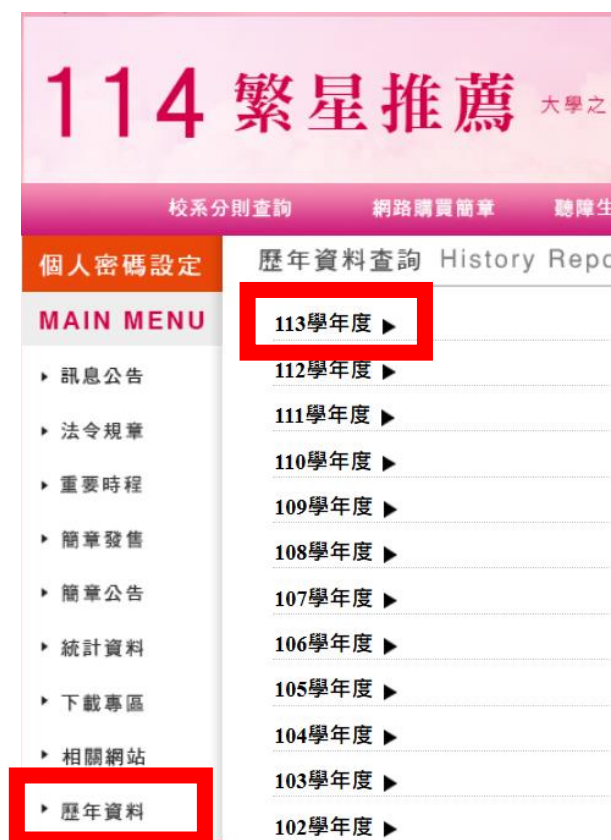 114 繁星推薦 大學之
校系分則查詢 網路購買簡章 聽障生
個人密碼設定
MAIN MENU
訊息公告
法令規章
重要時程
簡章發售
簡章公告
統計資料
下載專區
相關網站
歷年資料
歷年資料查詢 History Repo
113學年度
112學年度
111學年度
110學年度
109學年度
108學年度
107學年度
106學年度
105學年度
104學年度
103學年度
102學年度